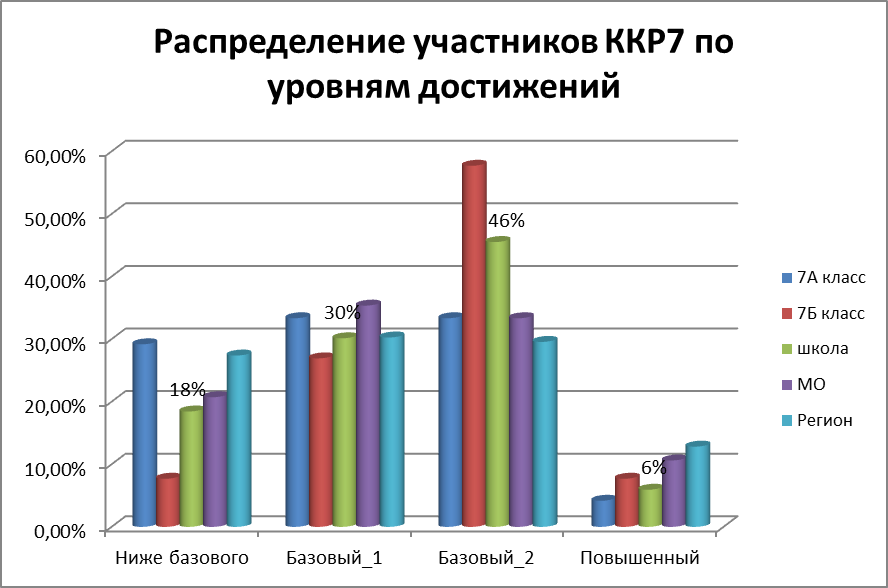 Распределение участников ККР7 по
уровням достижений
60,00%
50,00%
40,00%
30,00%
20,00%
10,00%
0,00%
18%
30%
46%
6%
Ниже базового
Базовый_1
Базовый_2
Повышенный
7А класс
7Б класс
школа
МО
Регион